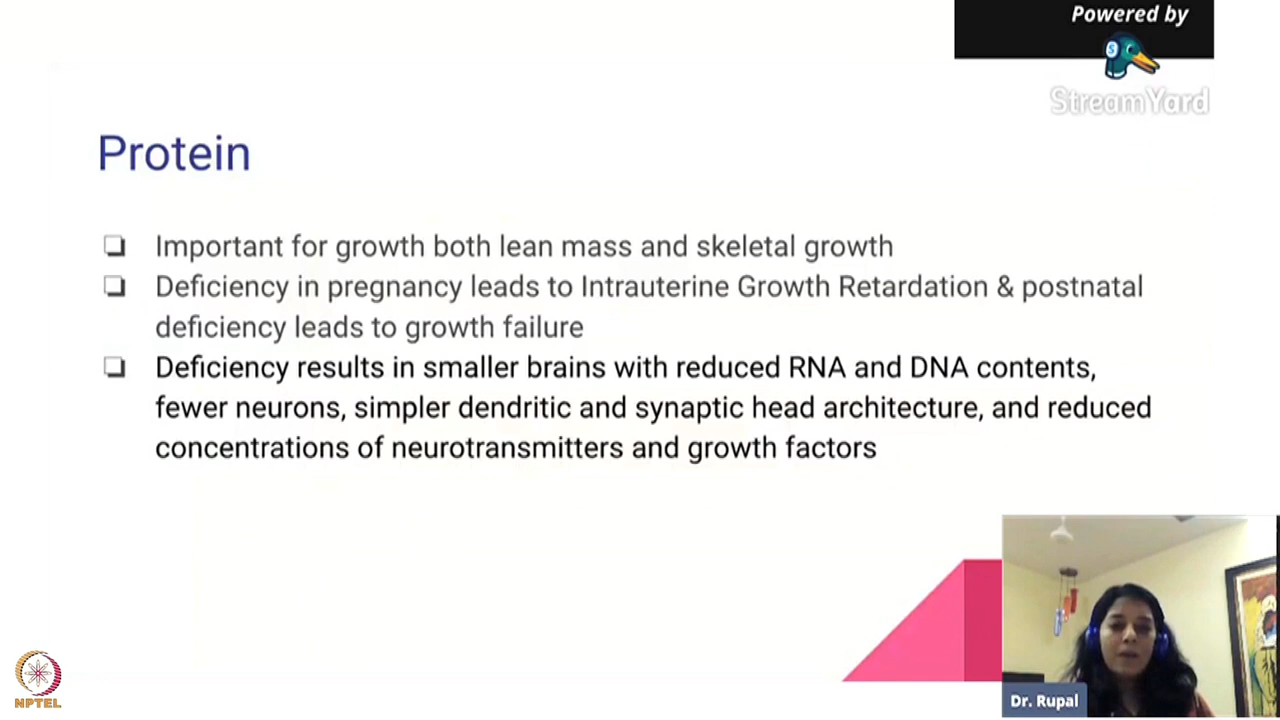 Powered by
S
StreamYard
Protein
❏ Important for growth both lean mass and skeletal growth
❏ Deficiency in pregnancy leads to Intrauterine Growth Retardation & postnatal
deficiency leads to growth failure
❏ Deficiency results in smaller brains with reduced RNA and DNA contents,
fewer neurons, simpler dendritic and synaptic head architecture, and reduced
concentrations of neurotransmitters and growth factors
NPTEL
Dr. Rupal